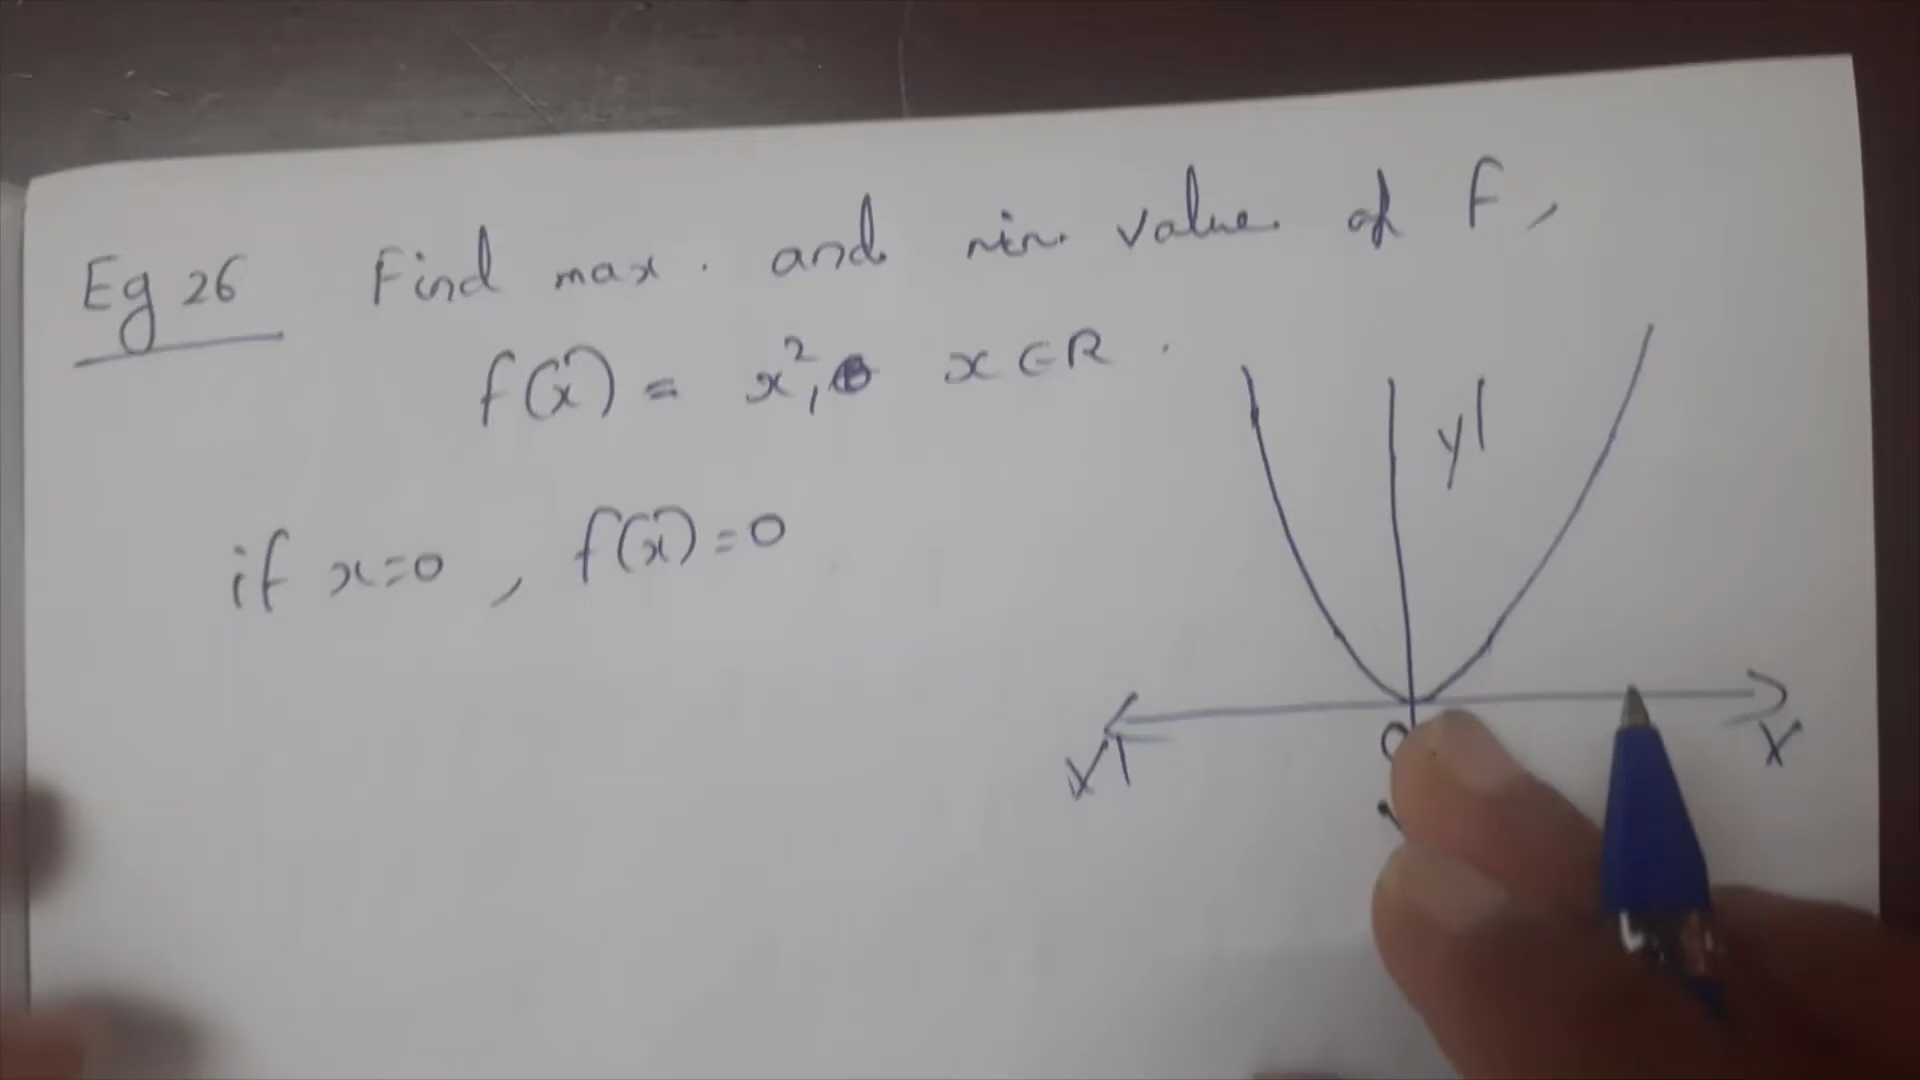 Eg 26 Find max. and min. value of f,
f(x) = x², x ∈ R.
if x=0, f(x)=0
y|
X
X|
O